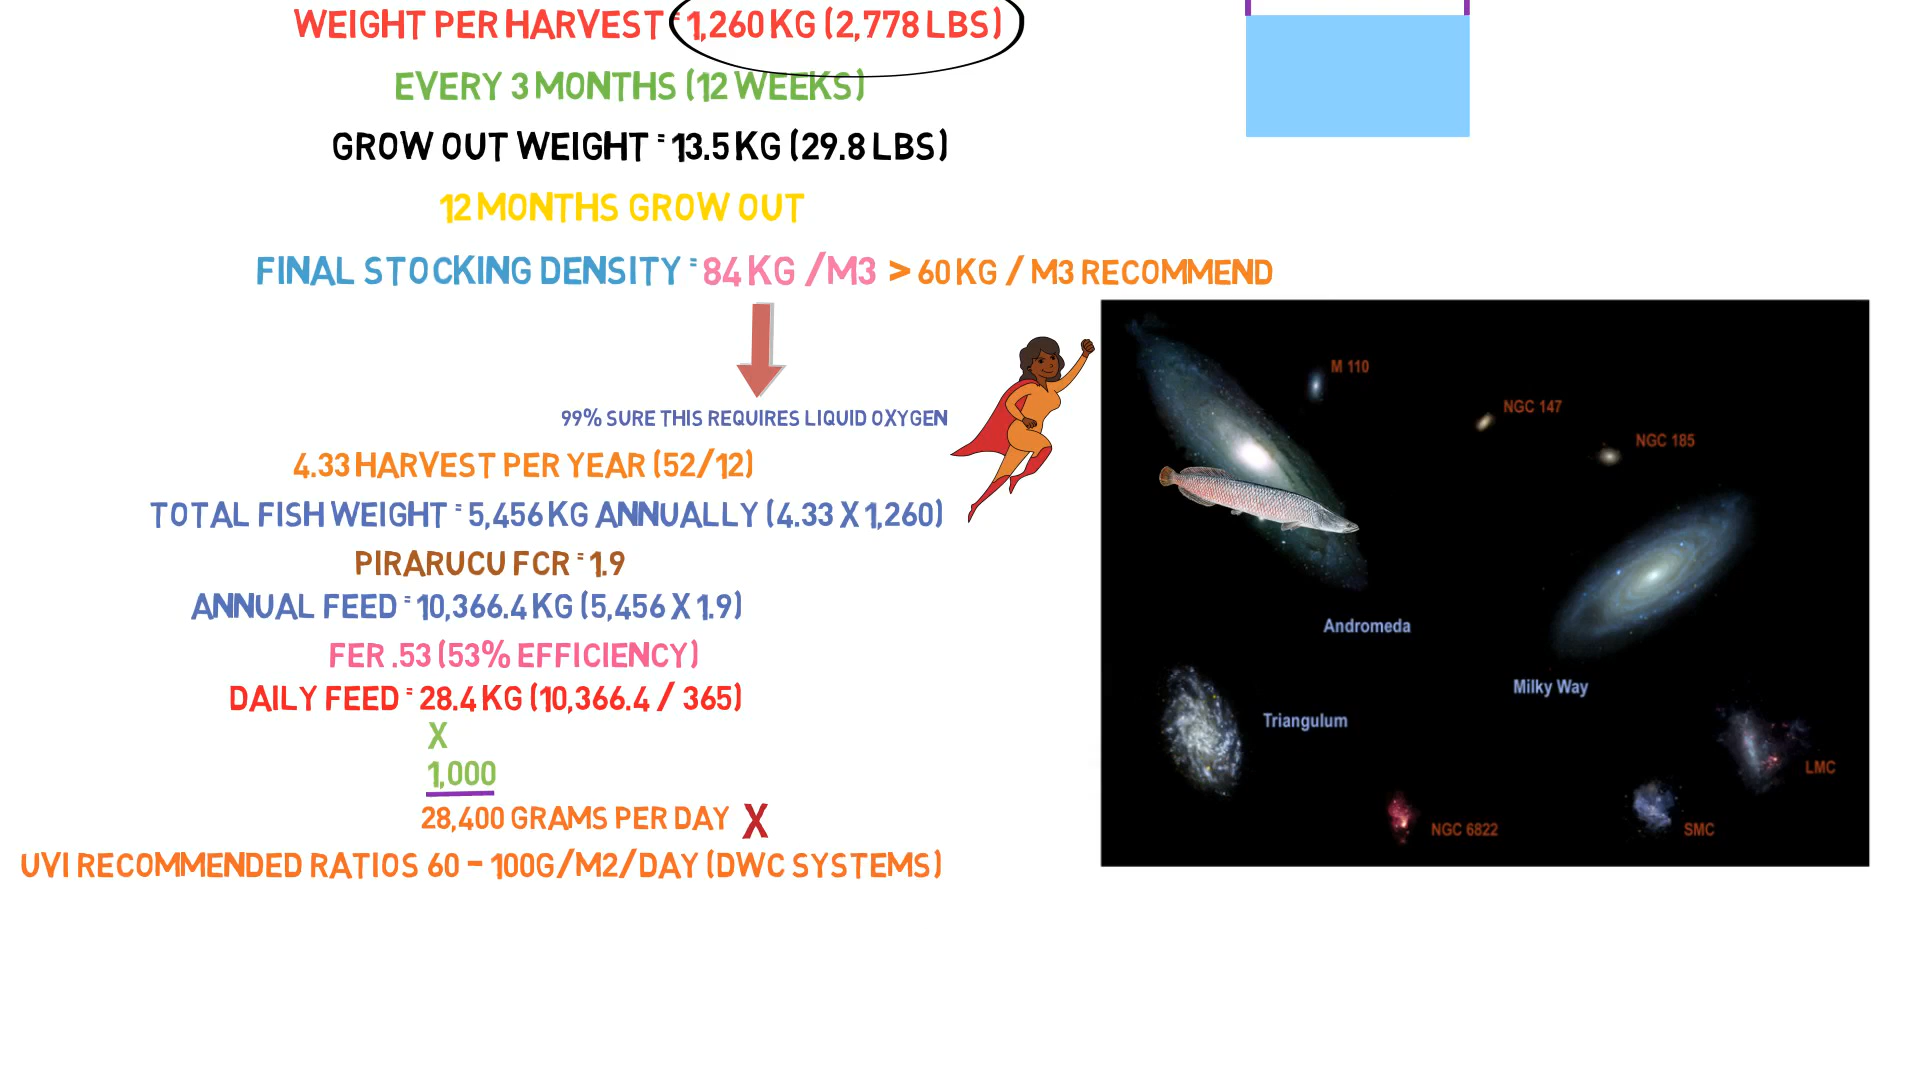 WEIGHT PER HARVEST = 1,260 KG (2,778 LBS)
EVERY 3 MONTHS (12 WEEKS)
GROW OUT WEIGHT = 13.5 KG (29.8 LBS)
12 MONTHS GROW OUT
FINAL STOCKING DENSITY = 84 KG /M3 > 60 KG / M3 RECOMMEND
99% SURE THIS REQUIRES LIQUID OXYGEN
4.33 HARVEST PER YEAR (52/12)
TOTAL FISH WEIGHT = 5,456 KG ANNUALLY (4.33 X 1,260)
PIRARUCU FCR = 1.9
ANNUAL FEED = 10,366.4 KG (5,456 X 1.9)
FER .53 (53% EFFICIENCY)
DAILY FEED = 28.4 KG (10,366.4 / 365)
X
1,000
28,400 GRAMS PER DAY X
UVI RECOMMENDED RATIOS 60 - 100G/M2/DAY (DWC SYSTEMS)
M 110
NGC 147
NGC 185
Andromeda
Milky Way
Triangulum
LMC
NGC 6822
SMC